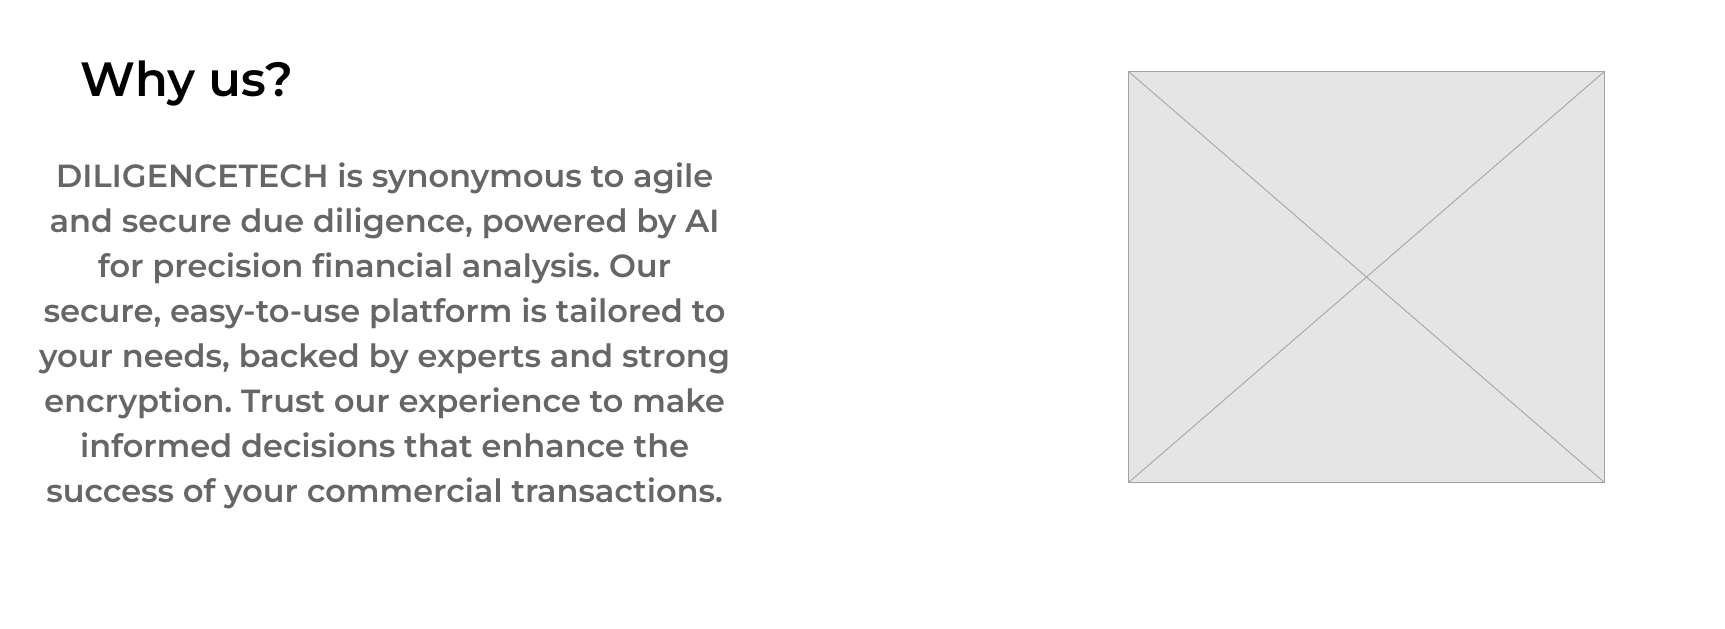 Why us?
DILIGENCETECH is synonymous to agile
and secure due diligence, powered by AI
for precision financial analysis. Our
secure, easy-to-use platform is tailored to
your needs, backed by experts and strong
encryption. Trust our experience to make
informed decisions that enhance the
success of your commercial transactions.